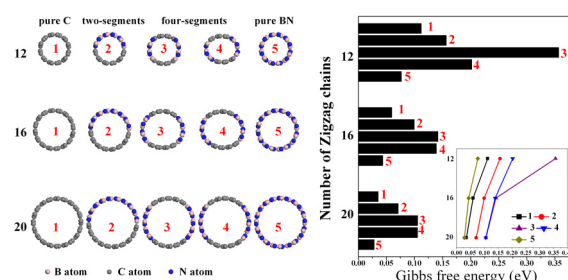 pure C two-segments four-segments pure BN
12 1 2 3 4 5
16 1 2 3 4 5
20 1 2 3 4 5
B atom C atom N atom
Number of Zigzag chains
12 1 2 3 4 5
16 1 2 3 4 5
20 1 2 3 4 5
12
16
20
1 2
3 4
5
0.05 0.10 0.15 0.20 0.25 0.30 0.35 0.40
0.00 0.05 0.10 0.15 0.20 0.25 0.30 0.35
Gibbs free energy (eV)